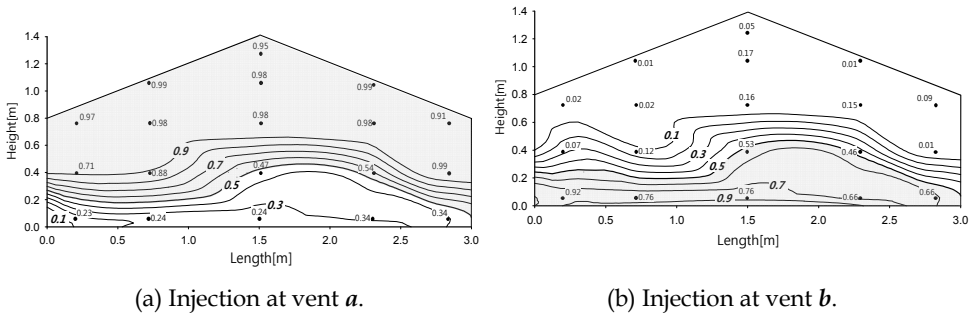 1.4
1.2
1.0
0.8
0.6
0.4
0.2
0.0
Height[m]
0.95
0.99 0.98 0.99
0.97 0.98 0.98 0.98 0.91
0.9
0.7
0.71 0.88 0.47 0.54 0.99
0.5
0.3
0.23 0.24 0.24 0.34 0.34
0.1
0.0 0.5 1.0 1.5 2.0 2.5 3.0
Length[m]
(a) Injection at vent a.
1.4
1.2
1.0
0.8
0.6
0.4
0.2
0.0
Height[m]
0.05
0.01 0.17 0.01
0.02 0.02 0.16 0.15 0.09
0.1
0.07 0.12 0.3 0.53 0.46 0.01
0.5
0.7
0.92 0.76 0.76 0.66 0.66
0.9
0.0 0.5 1.0 1.5 2.0 2.5 3.0
Length[m]
(b) Injection at vent b.